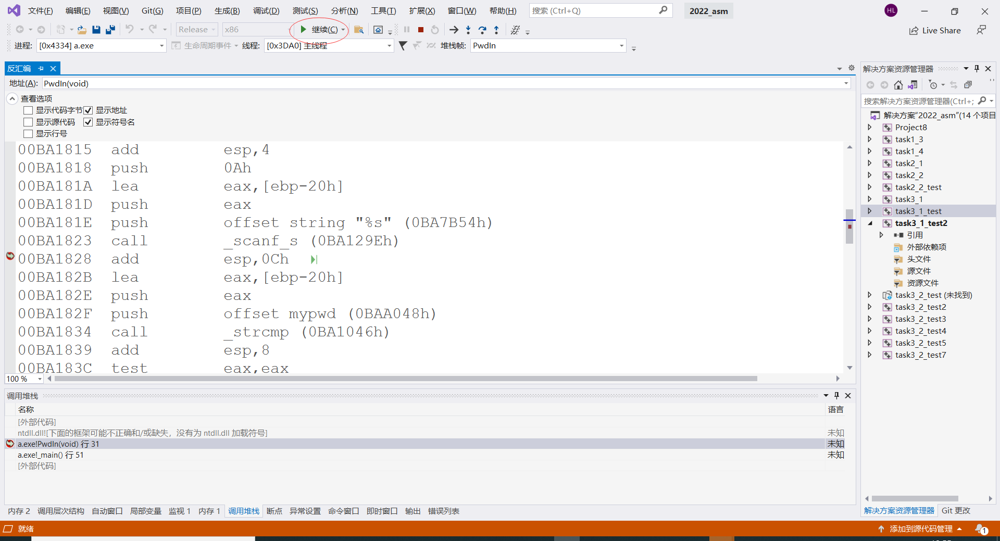 文件(F) 编辑(E) 视图(V) Git(G) 项目(P) 生成(B) 调试(D) 测试(S) 分析(N) 工具(T) 扩展(X) 窗口(W) 帮助(H) 搜索 (Ctrl+Q) 2022_asm HL
Release x86 继续(C) Live Share
进程: [0x4334] a.exe 生命周期事件 线程: [0x3DA0] 主线程 堆栈帧: PwdIn
反汇编
地址(A): PwdIn(void)
查看选项
显示代码字节 显示地址
显示源代码 显示符号名
显示行号
00BA1815 add esp,4
00BA1818 push 0Ah
00BA181A lea eax,[ebp-20h]
00BA181D push eax
00BA181E push offset string "%s" (0BA7B54h)
00BA1823 call _scanf_s (0BA129Eh)
00BA1828 add esp,0Ch
00BA182B lea eax,[ebp-20h]
00BA182E push eax
00BA182F push offset mypwd (0BAA048h)
00BA1834 call _strcmp (0BA1046h)
00BA1839 add esp,8
00BA183C test eax,eax
100 %
调用堆栈
名称 语言
[外部代码]
ntdll.dll![下面的框架可能不正确和/或缺失，没有为 ntdll.dll 加载符号] 未知
a.exe!PwdIn(void) 行 31 未知
a.exe!_main() 行 51 未知
[外部代码]
内存 2 调用层次结构 自动窗口 局部变量 监视 1 内存 1 调用堆栈 断点 异常设置 命令窗口 即时窗口 输出 错误列表
解决方案资源管理器
搜索解决方案资源管理器(Ctrl+;
解决方案“2022_asm”(14 个项目
Project8
task1_3
task1_4
task2_1
task2_2
task2_2_test
task3_1
task3_1_test
task3_1_test2
引用
外部依赖项
头文件
源文件
资源文件
task3_2_test (未找到)
task3_2_test2
task3_2_test3
task3_2_test4
task3_2_test5
task3_2_test7
解决方案资源管理器 Git 更改
就绪 添加到源代码管理 1